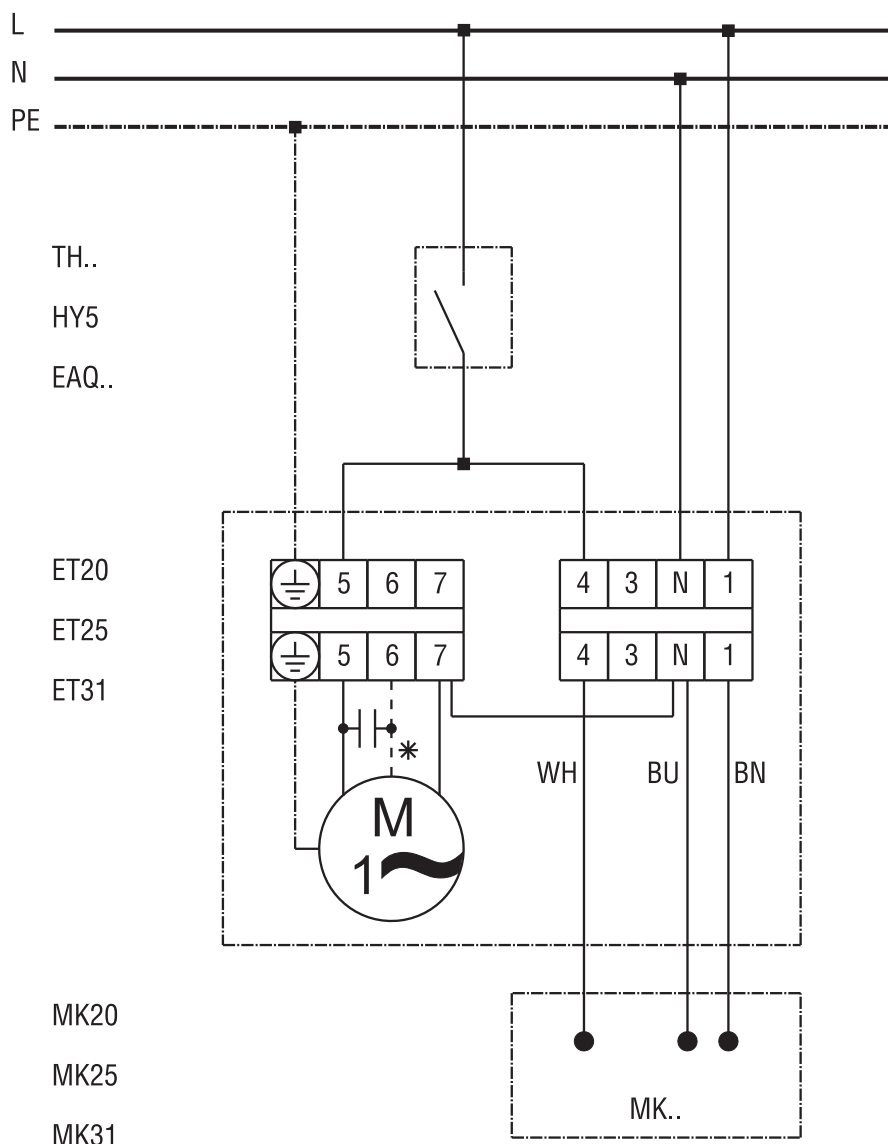 L
N
PE
TH..
HY5
EAQ..
ET20
ET25
ET31
5 6 7
4 3 N 1
5 6 7
4 3 N 1
*
WH BU BN
M
1~
MK20
MK25
MK31
MK..